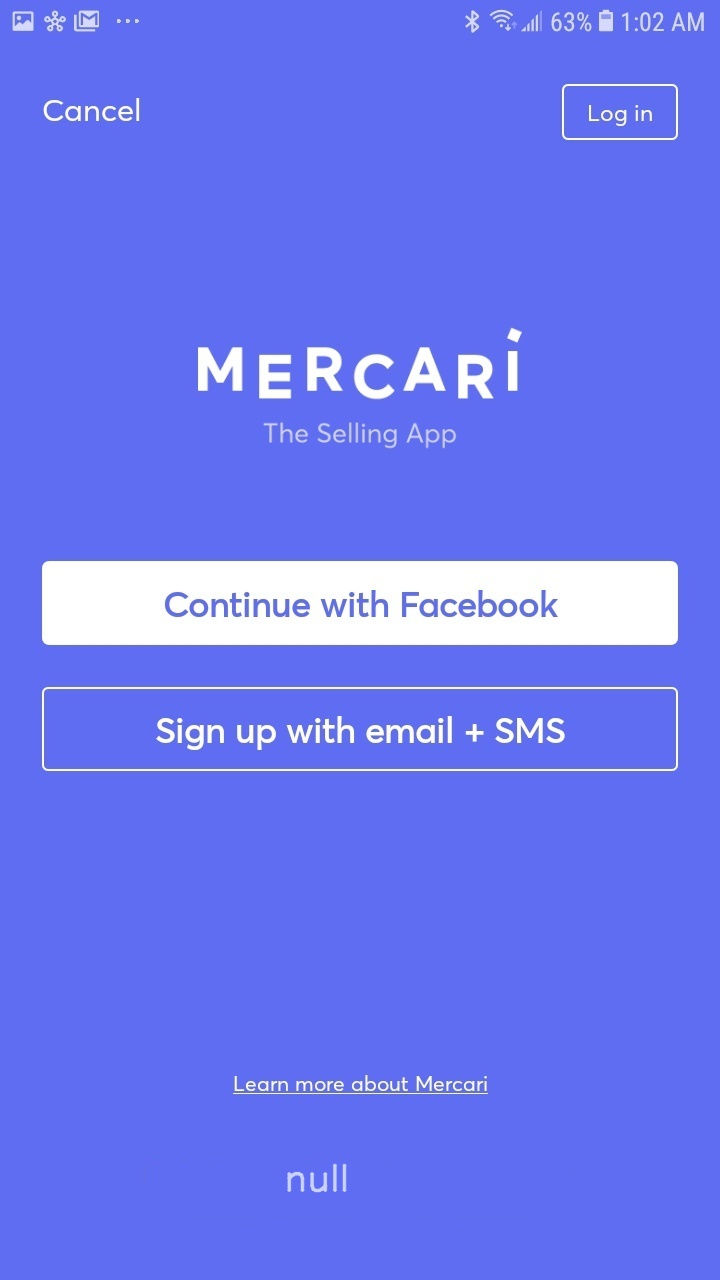 63% 1:02 AM
Cancel
Log in
MERCARI
The Selling App
Continue with Facebook
Sign up with email + SMS
Learn more about Mercari
null